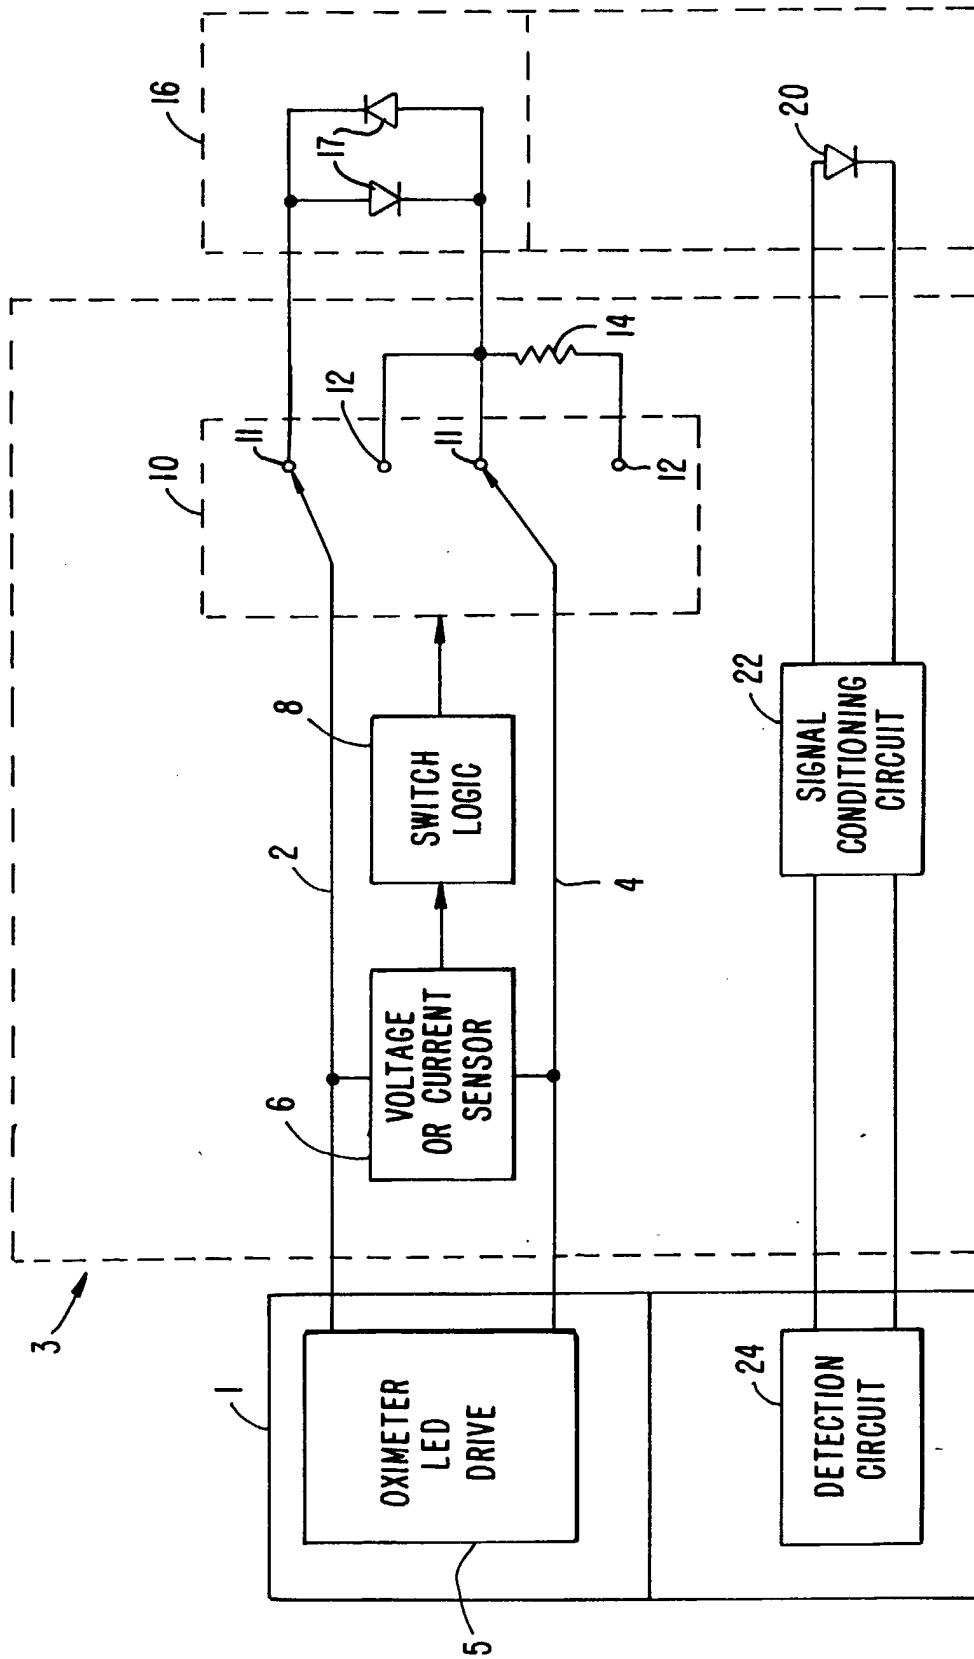 3
1
OXIMETER
LED
DRIVE
5
2
6
VOLTAGE
OR CURRENT
SENSOR
8
SWITCH
LOGIC
4
10
11
12
11
12
14
16
17
24
DETECTION
CIRCUIT
22
SIGNAL
CONDITIONING
CIRCUIT
20